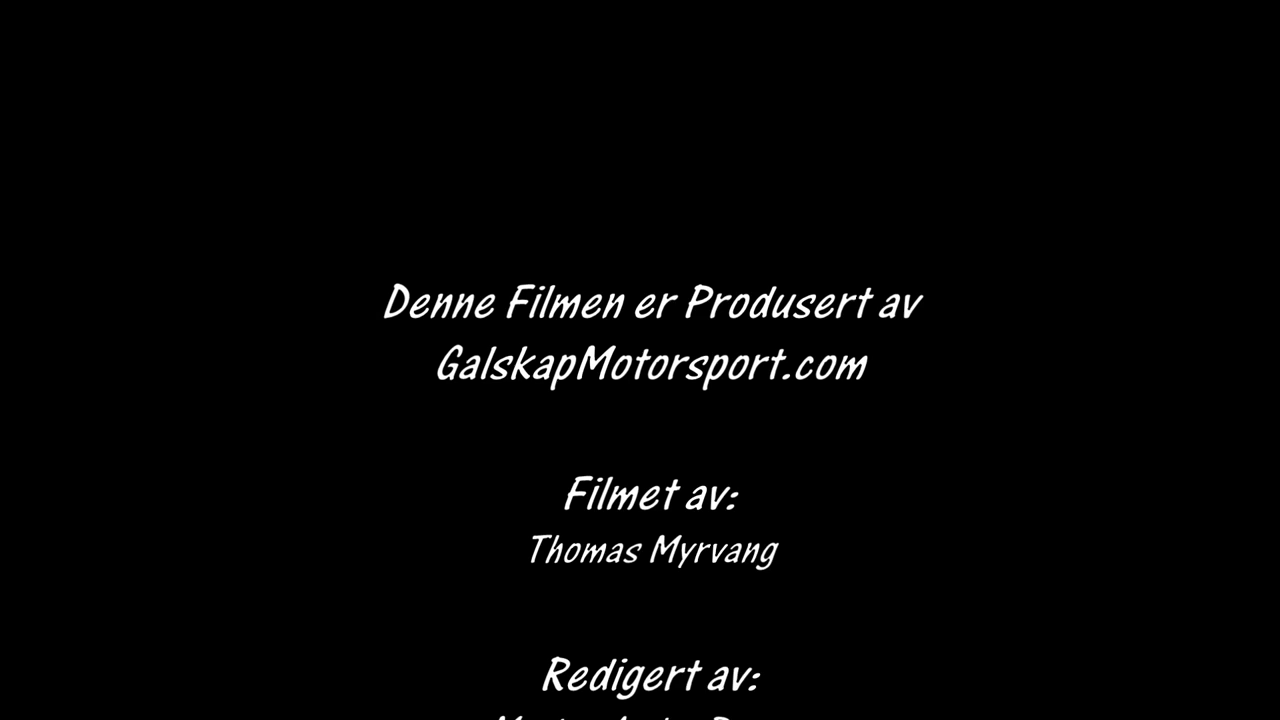 Denne Filmen er Produsert av
GalskapMotorsport.com
Filmet av:
Thomas Myrvang
Redigert av: